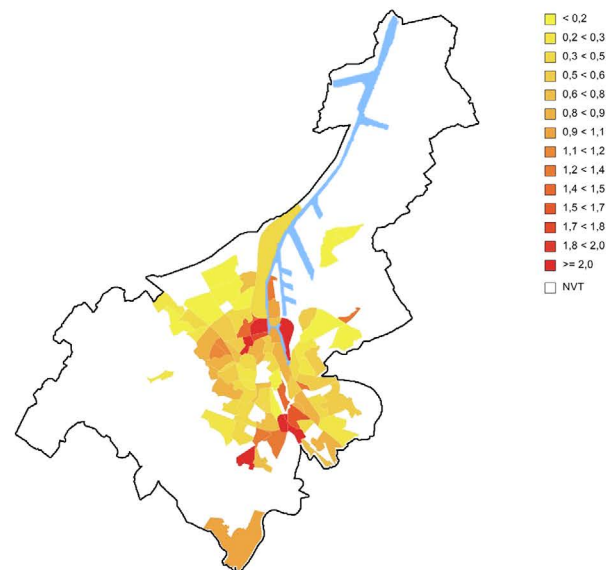 < 0,2
0,2 < 0,3
0,3 < 0,5
0,5 < 0,6
0,6 < 0,8
0,8 < 0,9
0,9 < 1,1
1,1 < 1,2
1,2 < 1,4
1,4 < 1,5
1,5 < 1,7
1,7 < 1,8
1,8 < 2,0
>= 2,0
NVT